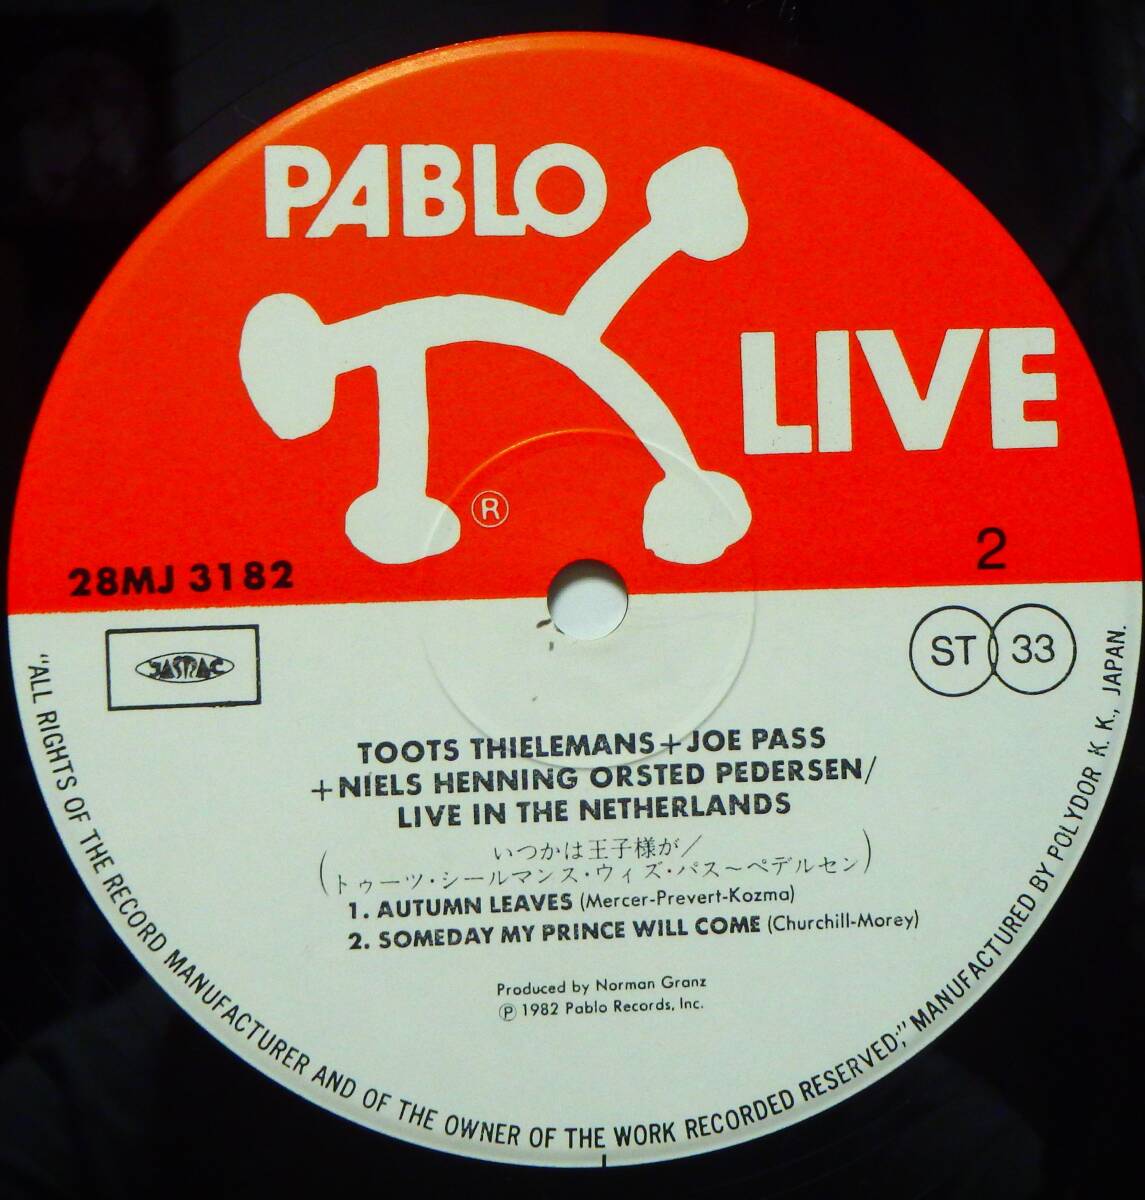 PABLO
LIVE
®
28MJ 3182
2
JASRAC
ST 33
TOOTS THIELEMANS+JOE PASS
+NIELS HENNING ORSTED PEDERSEN/
LIVE IN THE NETHERLANDS
(いつかは王子様が/
トゥーツ・シールマンス・ウィズ・パス〜ペデルセン)
1. AUTUMN LEAVES (Mercer-Prevert-Kozma)
2. SOMEDAY MY PRINCE WILL COME (Churchill-Morey)
Produced by Norman Granz
℗ 1982 Pablo Records, Inc.
"ALL RIGHTS OF THE RECORD MANUFACTURER AND OF THE OWNER OF THE WORK RECORDED RESERVED;" MANUFACTURED BY POLYDOR K. K., JAPAN.